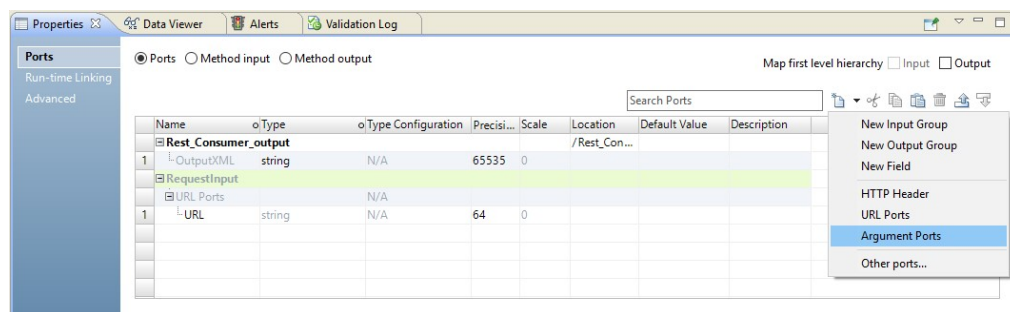 Properties Data Viewer Alerts Validation Log
Ports
Run-time Linking
Advanced
Ports Method input Method output
Map first level hierarchy Input Output
Search Ports
Name Type Type Configuration Precisi... Scale Location Default Value Description
Rest_Consumer_output /Rest_Con...
1 OutputXML string N/A 65535 0
RequestInput
URL Ports N/A
1 URL string N/A 64 0
New Input Group
New Output Group
New Field
HTTP Header
URL Ports
Argument Ports
Other ports...